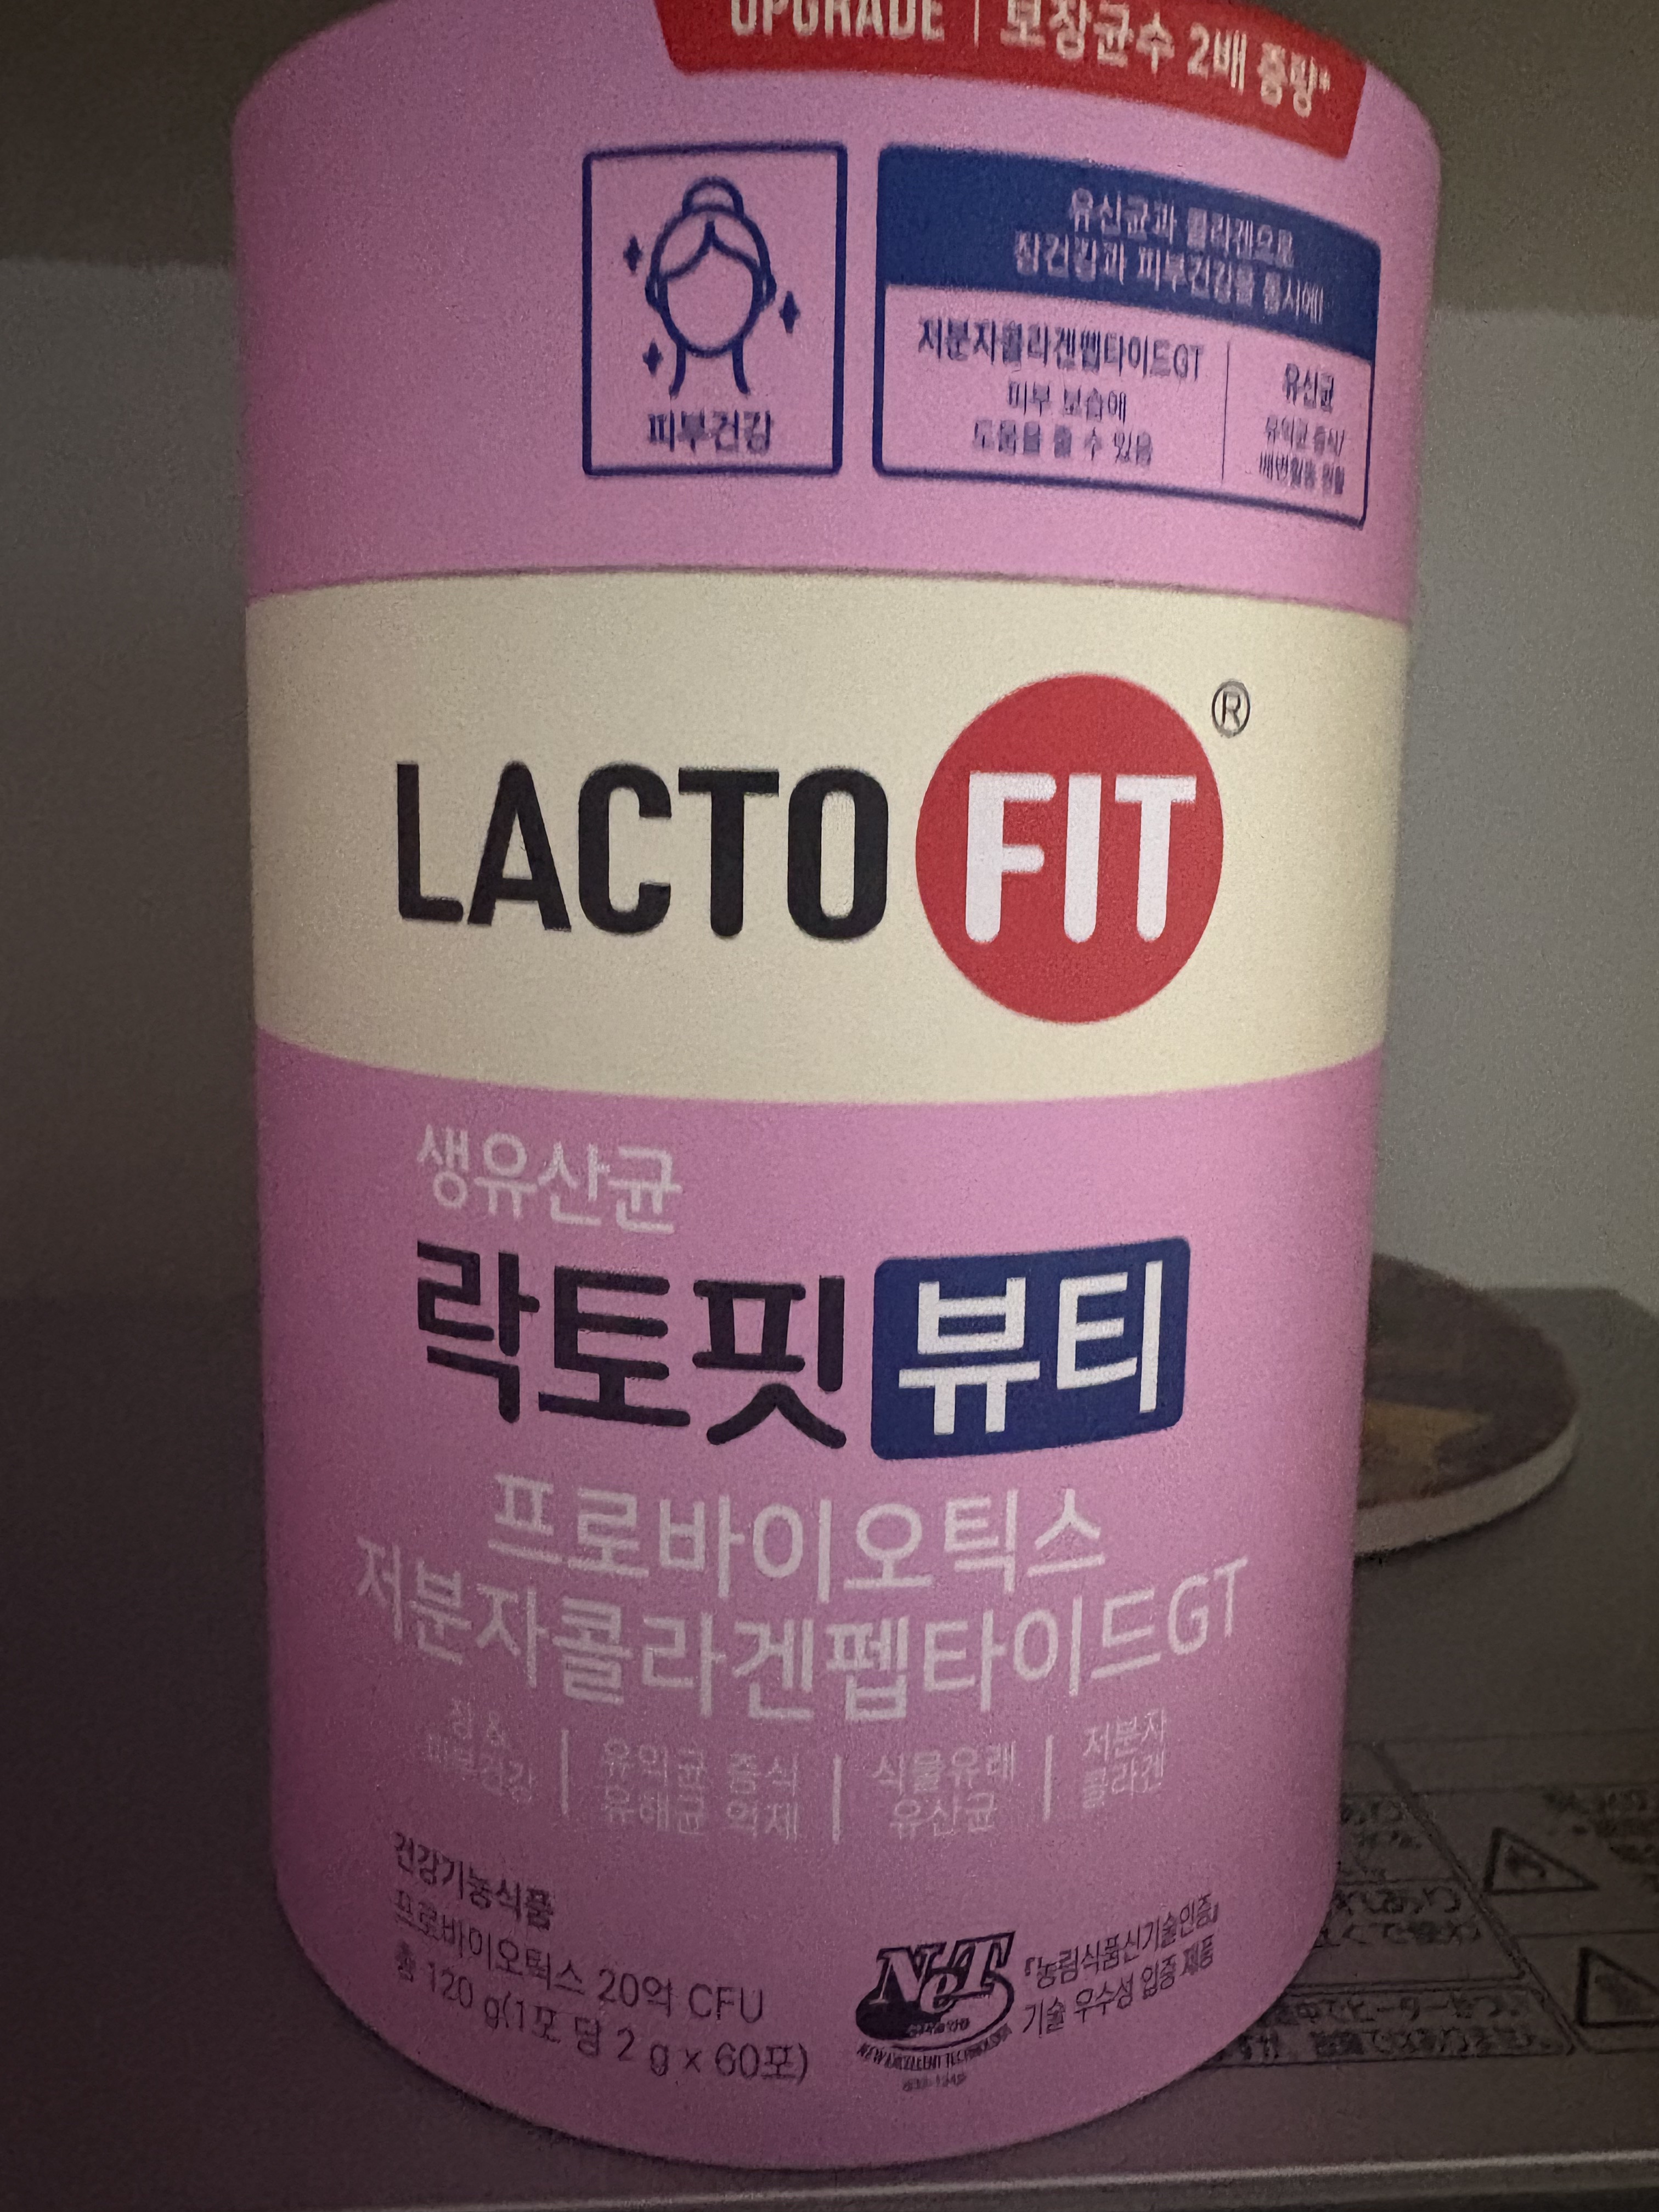 UPGRADE | 보장균수 2배 증량*
유산균과 콜라겐으로
장건강과 피부건강을 동시에!
피부건강
저분자콜라겐펩타이드GT
피부 보습에
도움을 줄 수 있음
유산균
유익균 증식/
배변활동 원활
LACTO FIT ®
생유산균
락토핏 뷰티
프로바이오틱스
저분자콜라겐펩타이드GT
장 &
피부건강
유익균 증식
유해균 억제
식물유래
유산균
저분자
콜라겐
건강기능식품
프로바이오틱스 20억 CFU
총 120 g(1포 당 2 g x 60포)
NeT
NEW EXCELLENT TECHNOLOGY
『농림식품신기술인증』
기술 우수성 입증 제품